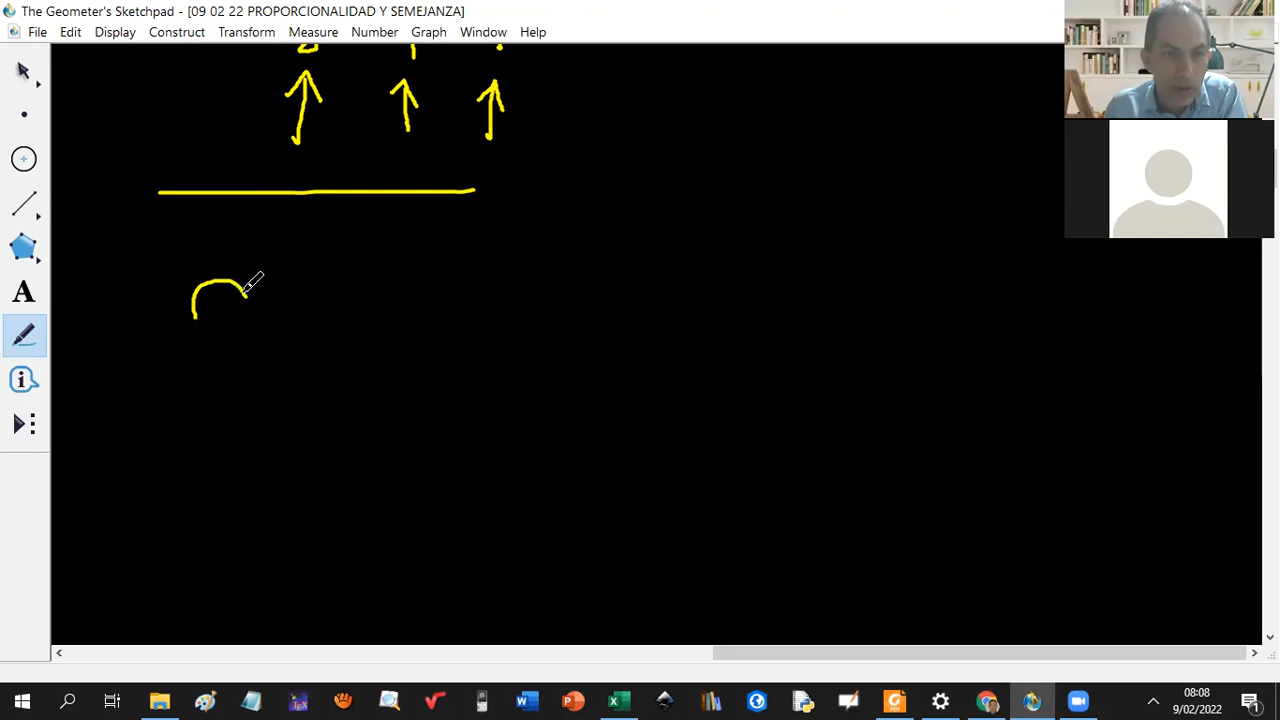 The Geometer's Sketchpad - [09 02 22 PROPORCIONALIDAD Y SEMEJANZA]
File Edit Display Construct Transform Measure Number Graph Window Help
A
08:08
9/02/2022